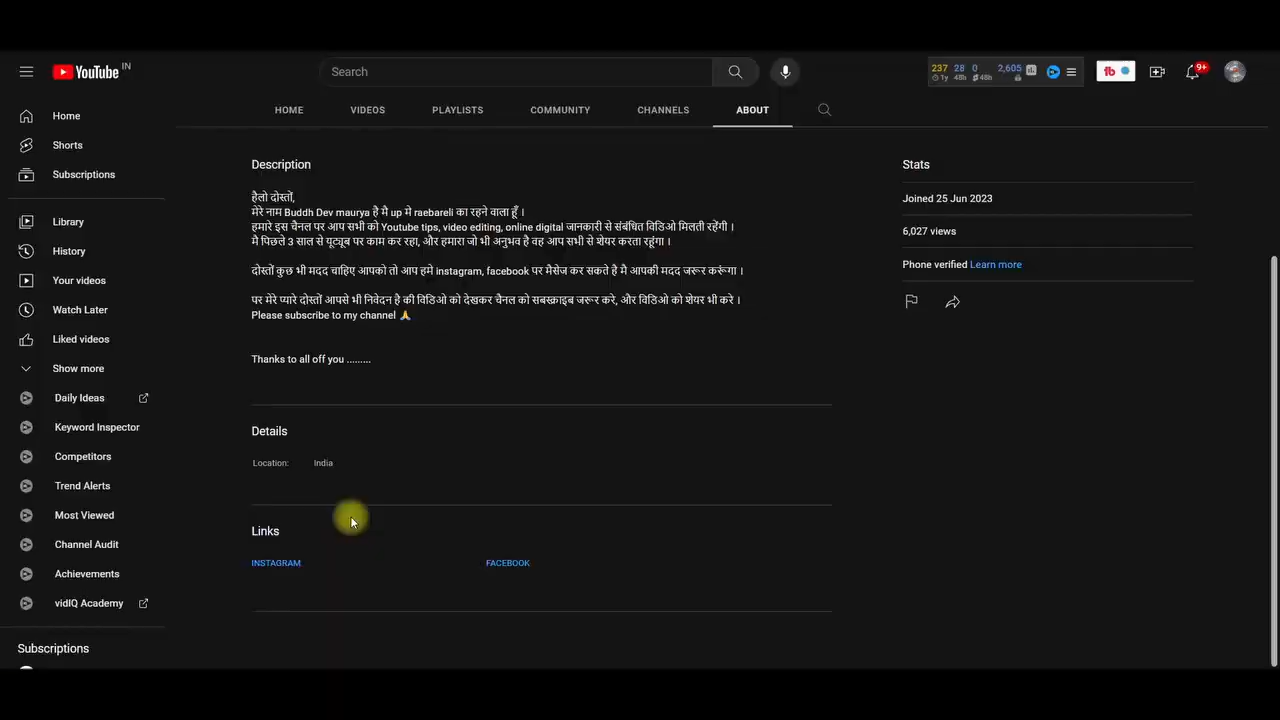 YouTube IN
Search
237 28 0 2,605
1y 48h 48h
tb
9+
HOME VIDEOS PLAYLISTS COMMUNITY CHANNELS ABOUT
Home
Shorts
Subscriptions
Library
History
Your videos
Watch Later
Liked videos
Show more
Daily Ideas
Keyword Inspector
Competitors
Trend Alerts
Most Viewed
Channel Audit
Achievements
vidIQ Academy
Subscriptions
Description
हैलो दोस्तों,
मेरे नाम Buddh Dev maurya है मै up मे raebareli का रहने वाला हूँ ।
हमारे इस चैनल पर आप सभी को Youtube tips, video editing, online digital जानकारी से संबंधित विडिओ मिलती रहेंगी ।
मै पिछले 3 साल से यूट्यूब पर काम कर रहा, और हमारा जो भी अनुभव है वह आप सभी से शेयर करता रहूंगा ।
दोस्तों कुछ भी मदद चाहिए आपको तो आप हमे instagram, facebook पर मैसेज कर सकते है मै आपकी मदद जरूर करूंगा ।
पर मेरे प्यारे दोस्तों आपसे भी निवेदन है की विडिओ को देखकर चैनल को सबस्क्राइब जरूर करे, और विडिओ को शेयर भी करे ।
Please subscribe to my channel 🙏
Thanks to all off you .........
Details
Location: India
Links
INSTAGRAM FACEBOOK
Stats
Joined 25 Jun 2023
6,027 views
Phone verified Learn more